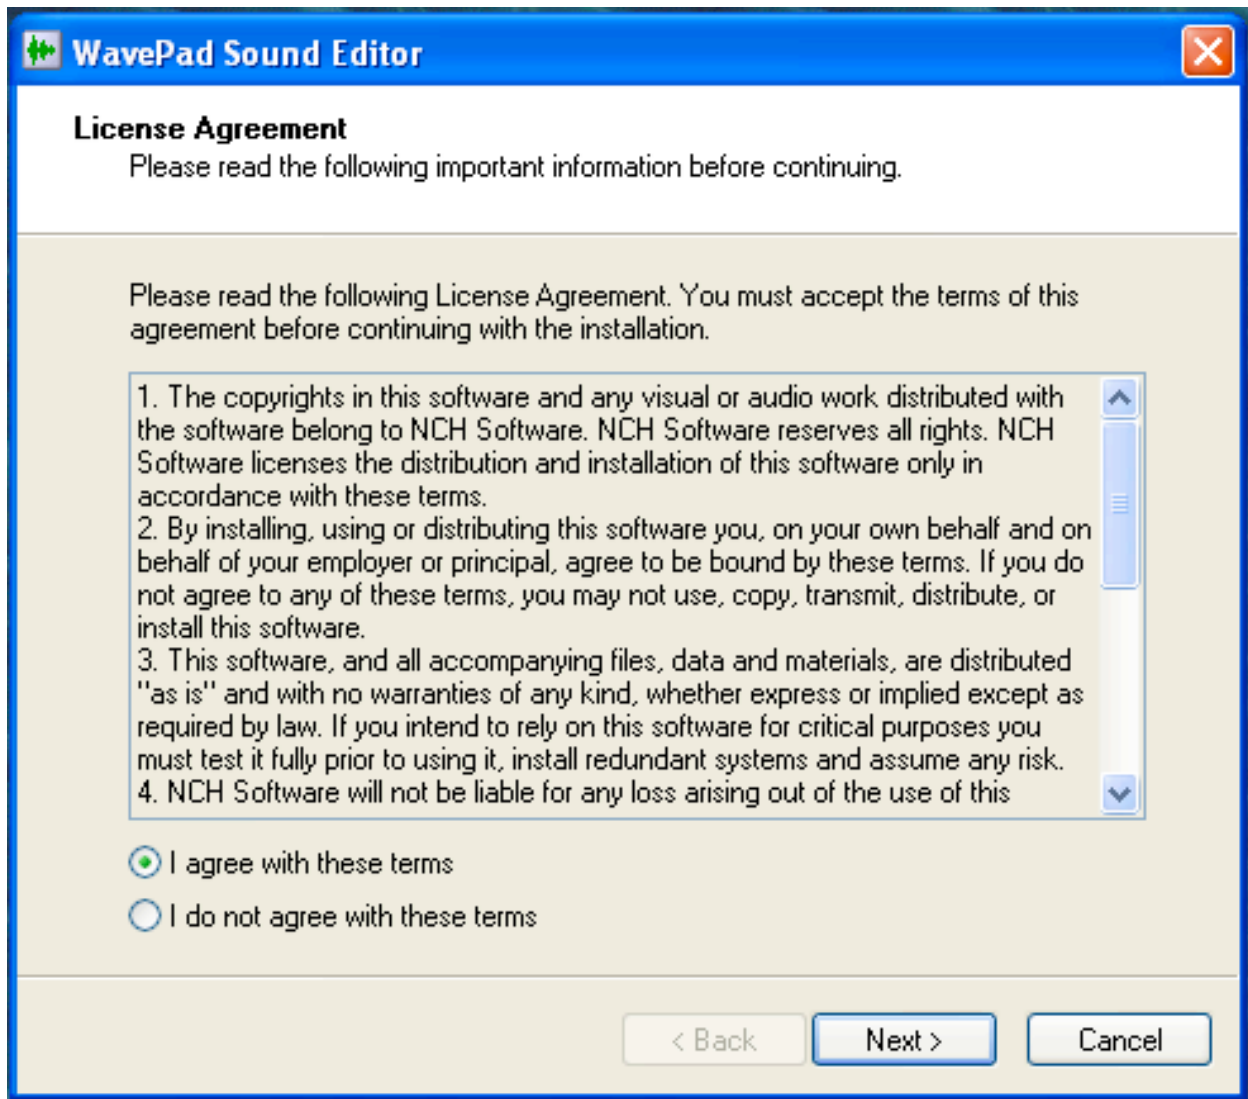 WavePad Sound Editor
License Agreement
Please read the following important information before continuing.
Please read the following License Agreement. You must accept the terms of this
agreement before continuing with the installation.
1. The copyrights in this software and any visual or audio work distributed with
the software belong to NCH Software. NCH Software reserves all rights. NCH
Software licenses the distribution and installation of this software only in
accordance with these terms.
2. By installing, using or distributing this software you, on your own behalf and on
behalf of your employer or principal, agree to be bound by these terms. If you do
not agree to any of these terms, you may not use, copy, transmit, distribute, or
install this software.
3. This software, and all accompanying files, data and materials, are distributed
"as is" and with no warranties of any kind, whether express or implied except as
required by law. If you intend to rely on this software for critical purposes you
must test it fully prior to using it, install redundant systems and assume any risk.
4. NCH Software will not be liable for any loss arising out of the use of this
I agree with these terms
I do not agree with these terms
< Back Next > Cancel